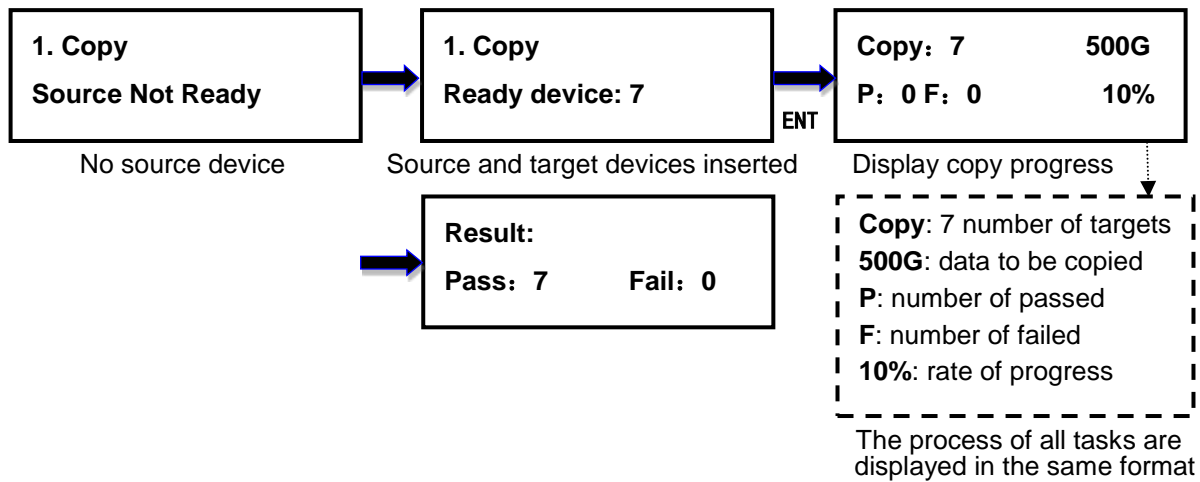 1. Copy
Source Not Ready
No source device
1. Copy
Ready device: 7
Source and target devices inserted
ENT
Copy：7 500G
P：0 F：0 10%
Display copy progress
Copy: 7 number of targets
500G: data to be copied
P: number of passed
F: number of failed
10%: rate of progress
The process of all tasks are
displayed in the same format
Result:
Pass：7 Fail：0